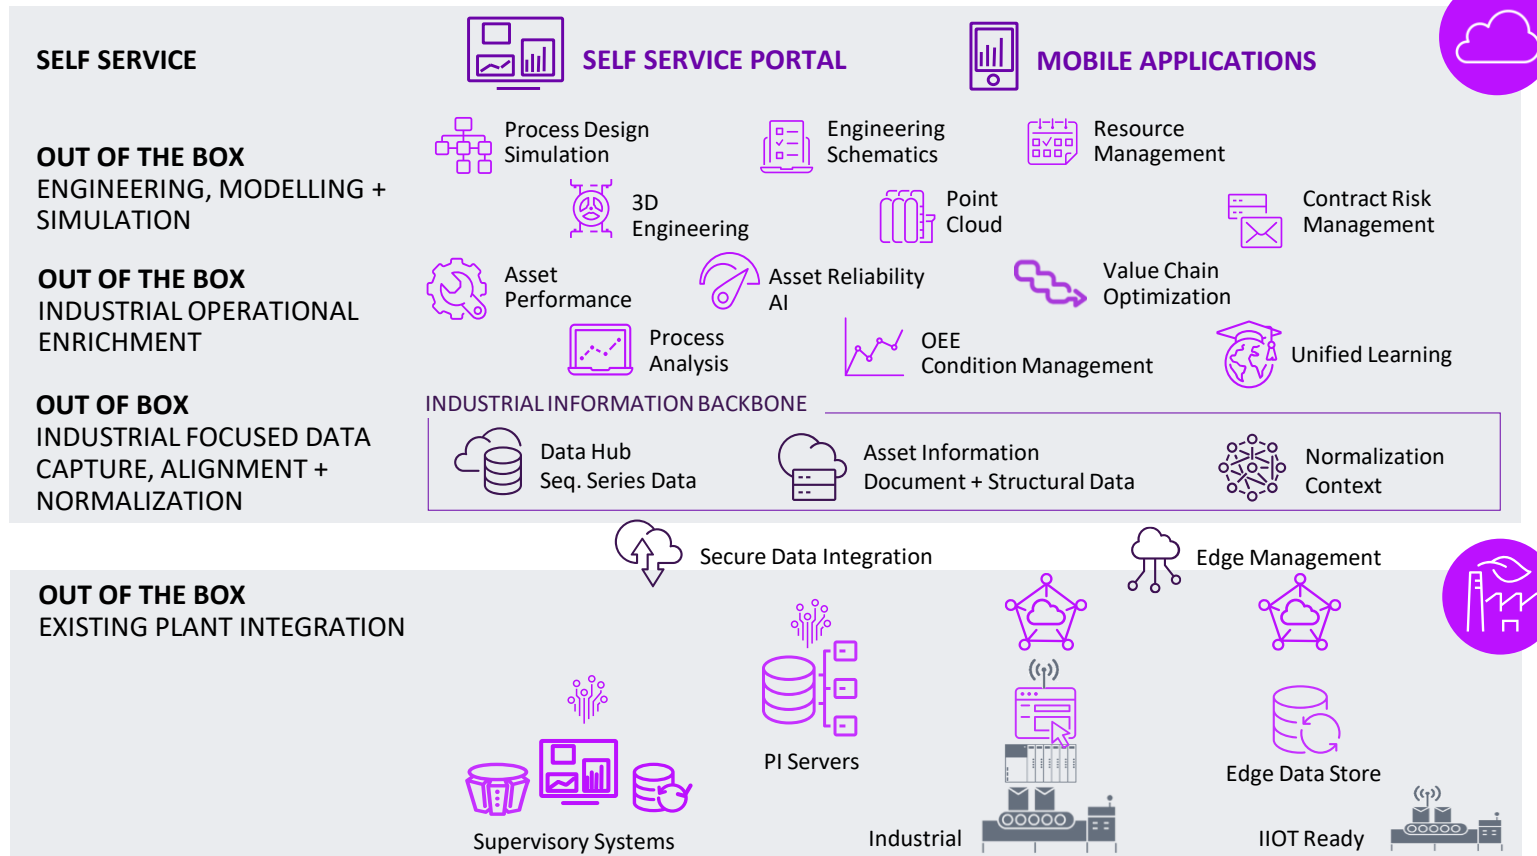 SELF SERVICE
SELF SERVICE PORTAL
MOBILE APPLICATIONS
OUT OF THE BOX
ENGINEERING, MODELLING +
SIMULATION
Process Design
Simulation
Engineering
Schematics
Resource
Management
3D
Engineering
Point
Cloud
Contract Risk
Management
OUT OF THE BOX
INDUSTRIAL OPERATIONAL
ENRICHMENT
Asset
Performance
Asset Reliability
AI
Value Chain
Optimization
Process
Analysis
OEE
Condition Management
Unified Learning
OUT OF BOX
INDUSTRIAL FOCUSED DATA
CAPTURE, ALIGNMENT +
NORMALIZATION
INDUSTRIAL INFORMATION BACKBONE
Data Hub
Seq. Series Data
Asset Information
Document + Structural Data
Normalization
Context
Secure Data Integration
Edge Management
OUT OF THE BOX
EXISTING PLANT INTEGRATION
Supervisory Systems
PI Servers
Industrial
Edge Data Store
IIOT Ready